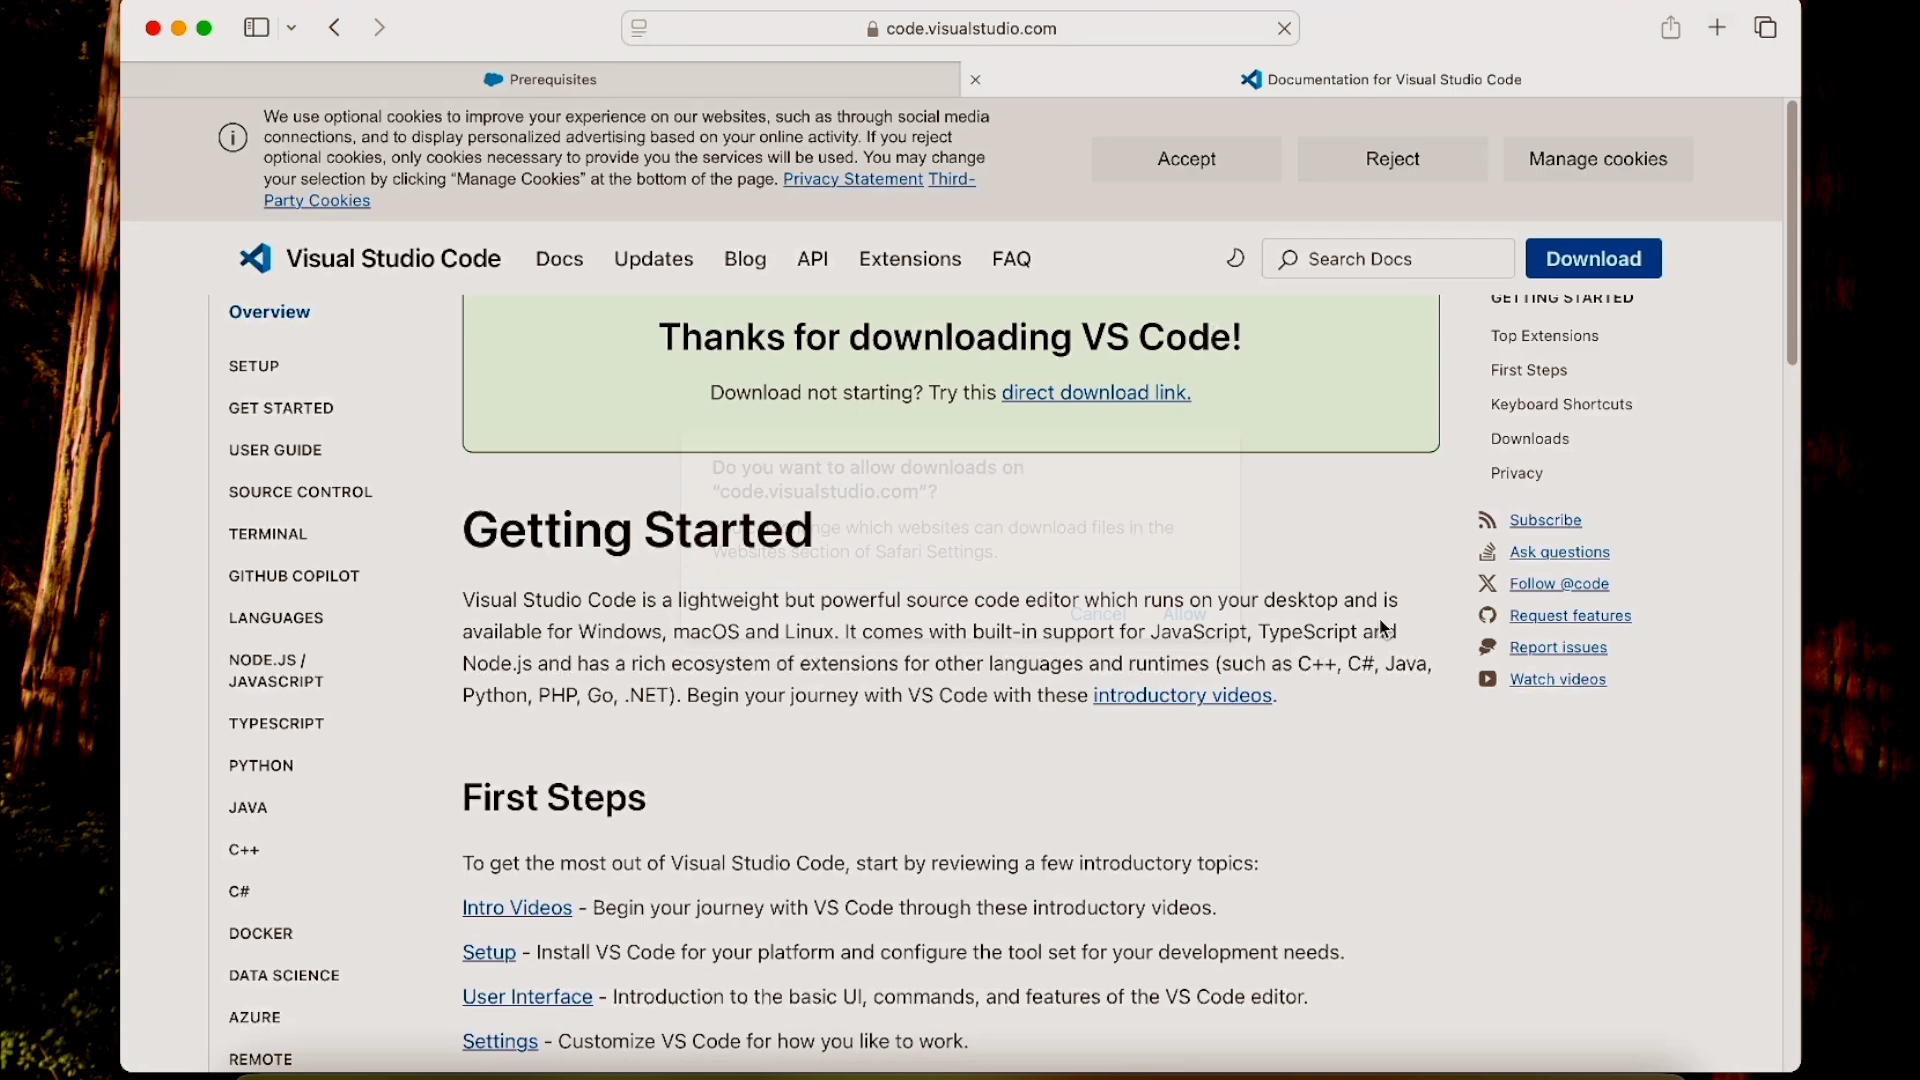 code.visualstudio.com
Prerequisites
Documentation for Visual Studio Code
We use optional cookies to improve your experience on our websites, such as through social media
connections, and to display personalized advertising based on your online activity. If you reject
optional cookies, only cookies necessary to provide you the services will be used. You may change
your selection by clicking “Manage Cookies” at the bottom of the page. Privacy Statement Third-
Party Cookies
Accept
Reject
Manage cookies
Visual Studio Code
Docs
Updates
Blog
API
Extensions
FAQ
Search Docs
Download
Overview
SETUP
GET STARTED
USER GUIDE
SOURCE CONTROL
TERMINAL
GITHUB COPILOT
LANGUAGES
NODE.JS /
JAVASCRIPT
TYPESCRIPT
PYTHON
JAVA
C++
C#
DOCKER
DATA SCIENCE
AZURE
REMOTE
Thanks for downloading VS Code!
Download not starting? Try this direct download link.
Do you want to allow downloads on
“code.visualstudio.com”?
which websites can download files in the
Websites section of Safari Settings.
Cancel
Allow
Getting Started
Visual Studio Code is a lightweight but powerful source code editor which runs on your desktop and is
available for Windows, macOS and Linux. It comes with built-in support for JavaScript, TypeScript and
Node.js and has a rich ecosystem of extensions for other languages and runtimes (such as C++, C#, Java,
Python, PHP, Go, .NET). Begin your journey with VS Code with these introductory videos.
First Steps
To get the most out of Visual Studio Code, start by reviewing a few introductory topics:
Intro Videos - Begin your journey with VS Code through these introductory videos.
Setup - Install VS Code for your platform and configure the tool set for your development needs.
User Interface - Introduction to the basic UI, commands, and features of the VS Code editor.
Settings - Customize VS Code for how you like to work.
GETTING STARTED
Top Extensions
First Steps
Keyboard Shortcuts
Downloads
Privacy
Subscribe
Ask questions
Follow @code
Request features
Report issues
Watch videos